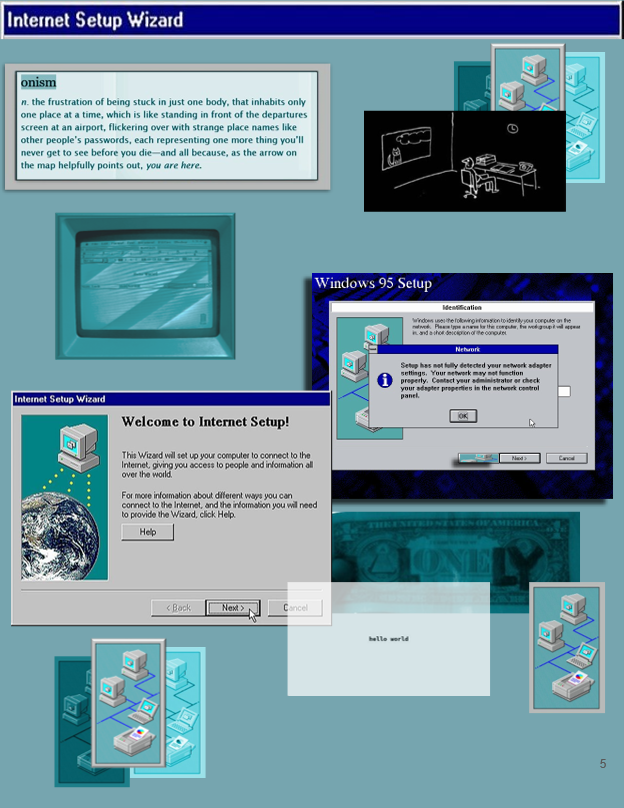 Internet Setup Wizard
onism
n. the frustration of being stuck in just one body, that inhabits only
one place at a time, which is like standing in front of the departures
screen at an airport, flickering over with strange place names like
other people's passwords, each representing one more thing you'll
never get to see before you die—and all because, as the arrow on
the map helpfully points out, you are here.
Windows 95 Setup
Identification
Windows uses the following information to identify your computer on the
network. Please type a name for this computer, the workgroup it will appear
in, and a short description of the computer.
Network
Setup has not fully detected your network adapter
settings. Your network may not function
properly. Contact your administrator or check
your adapter properties in the network control
panel.
OK
Next >
Cancel
Internet Setup Wizard
Welcome to Internet Setup!
This Wizard will set up your computer to connect to the
Internet, giving you access to people and information all
over the world.
For more information about different ways you can
connect to the Internet, and the information you will need
to provide the Wizard, click Help.
Help
< Back
Next >
Cancel
THE UNITED STATES OF AMERICA
LONELY
hello world
5